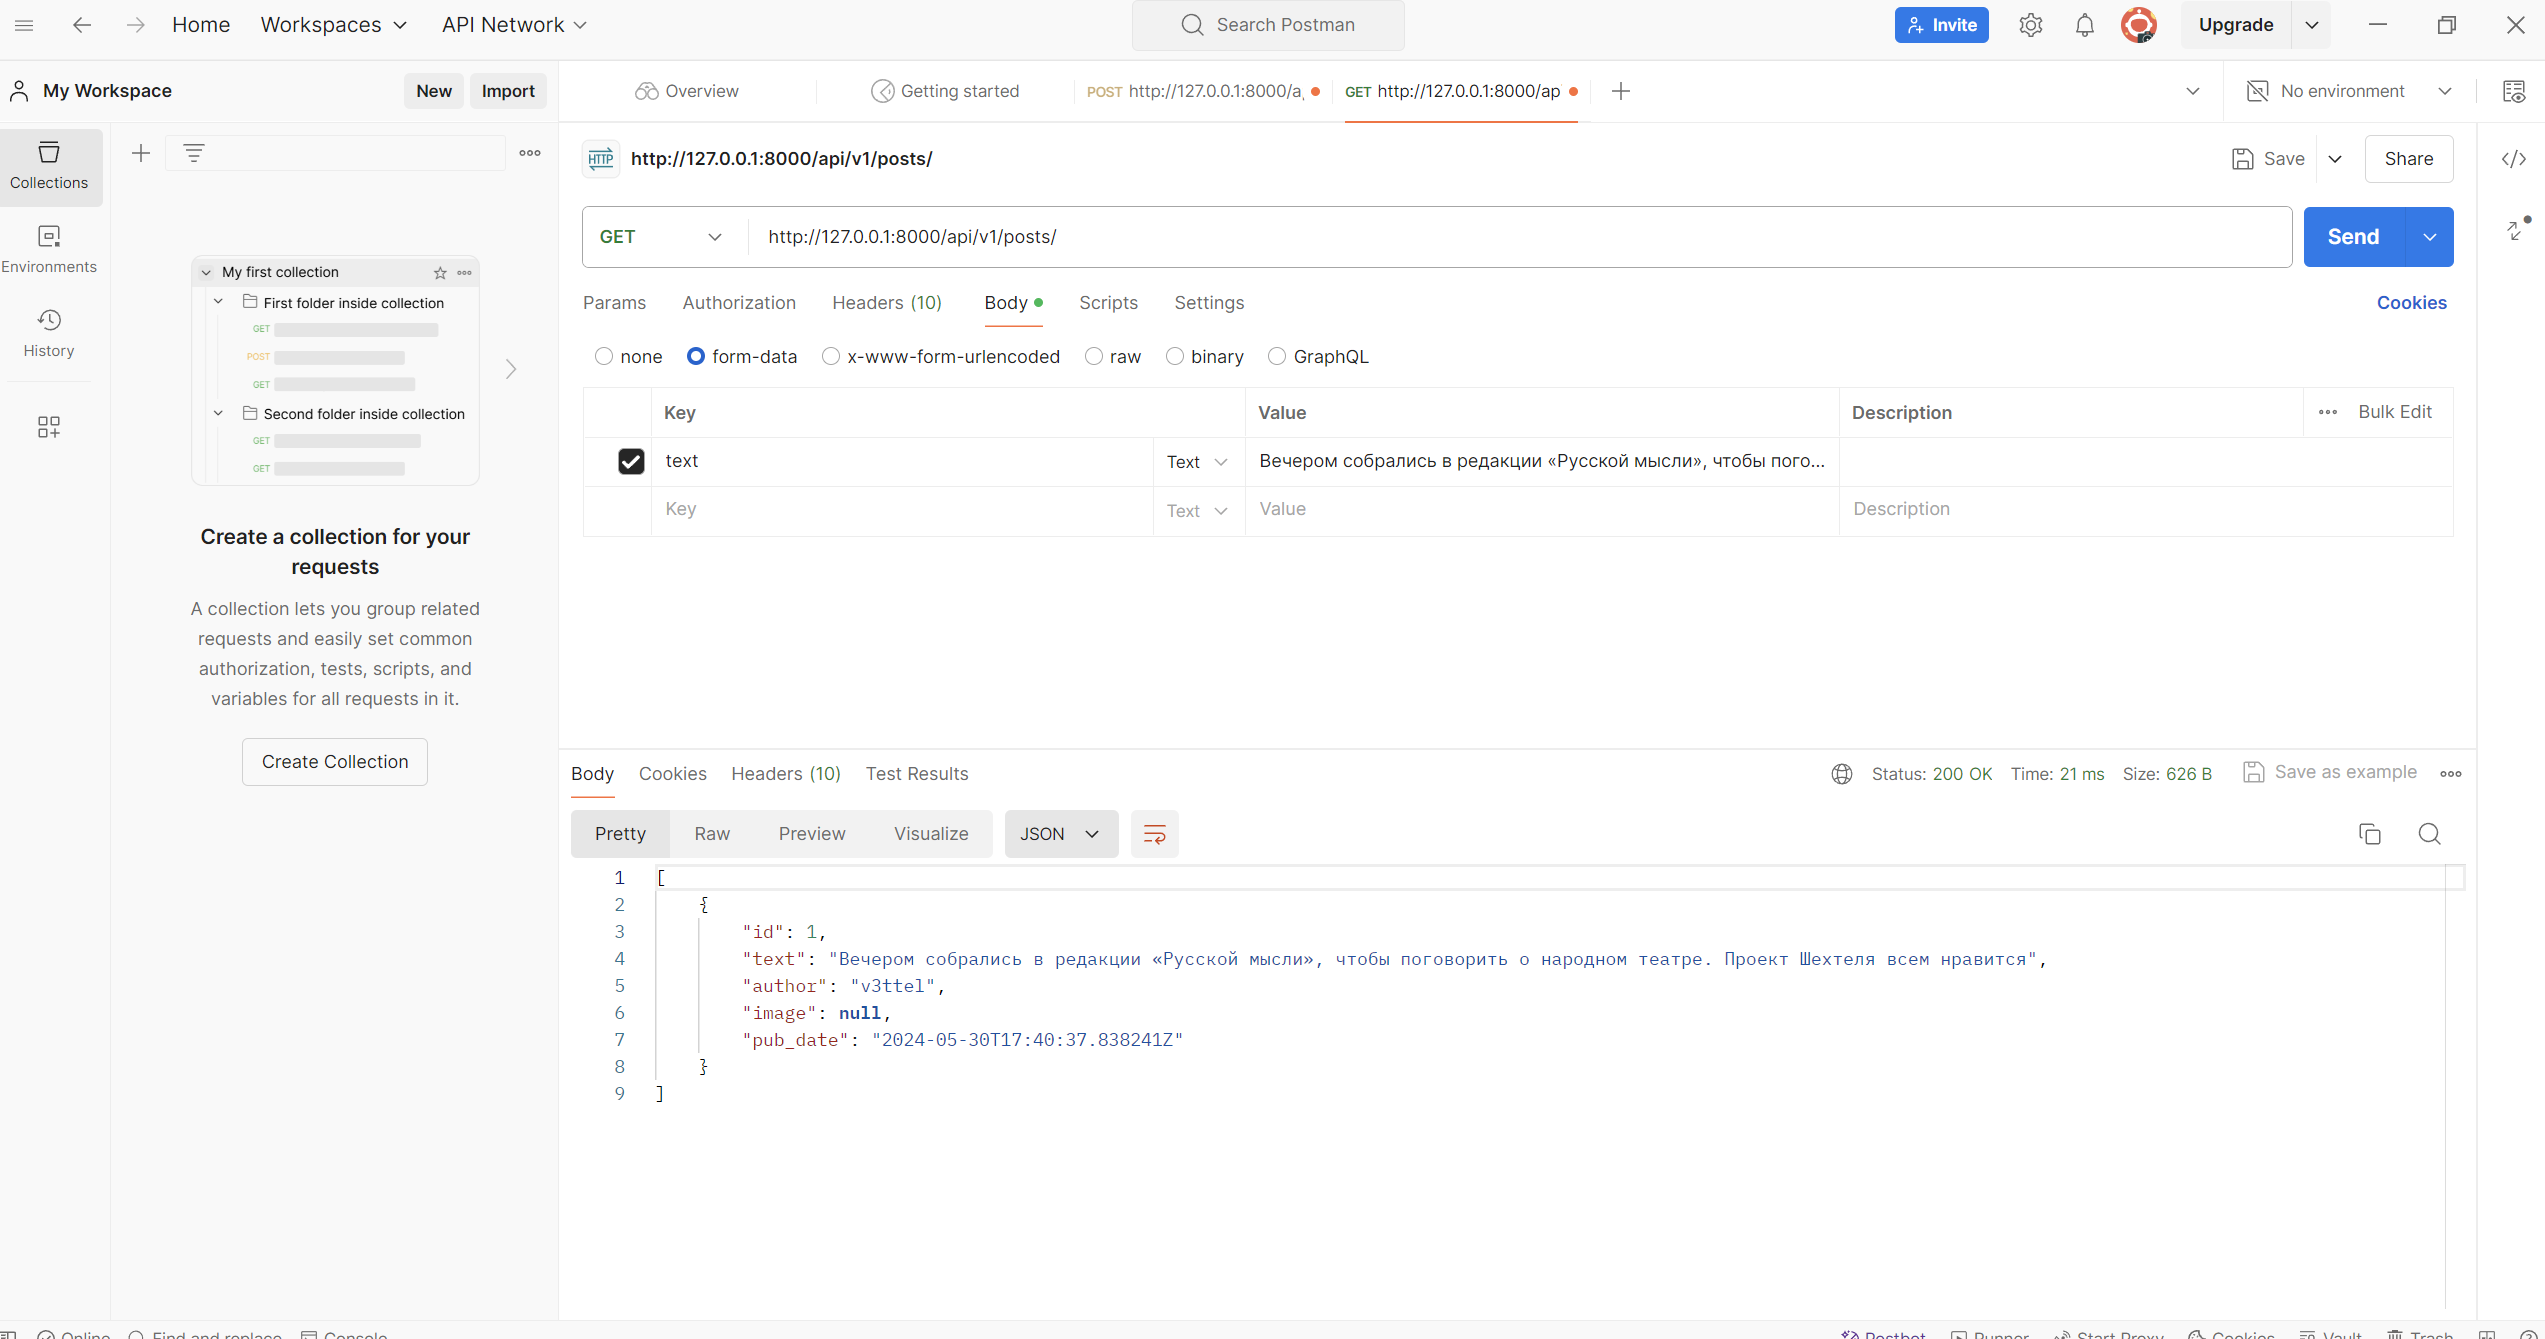 Home Workspaces API Network Search Postman Invite Upgrade
My Workspace New Import
Overview Getting started POST http://127.0.0.1:8000/a GET http://127.0.0.1:8000/ap No environment
Collections
Environments
History
My first collection
First folder inside collection
GET
POST
GET
Second folder inside collection
GET
GET
Create a collection for your
requests
A collection lets you group related
requests and easily set common
authorization, tests, scripts, and
variables for all requests in it.
Create Collection
HTTP http://127.0.0.1:8000/api/v1/posts/ Save Share
GET http://127.0.0.1:8000/api/v1/posts/ Send
Params Authorization Headers (10) Body Scripts Settings Cookies
none form-data x-www-form-urlencoded raw binary GraphQL
Key Value Description Bulk Edit
text Text Вечером собрались в редакции «Русской мысли», чтобы пого...
Key Text Value Description
Body Cookies Headers (10) Test Results Status: 200 OK Time: 21 ms Size: 626 B Save as example
Pretty Raw Preview Visualize JSON
1 [
2 {
3 "id": 1,
4 "text": "Вечером собрались в редакции «Русской мысли», чтобы поговорить о народном театре. Проект Шехтеля всем нравится",
5 "author": "v3ttel",
6 "image": null,
7 "pub_date": "2024-05-30T17:40:37.838241Z"
8 }
9 ]
Online Find and replace Console Postbot Runner Start Proxy Cookies Vault Trash